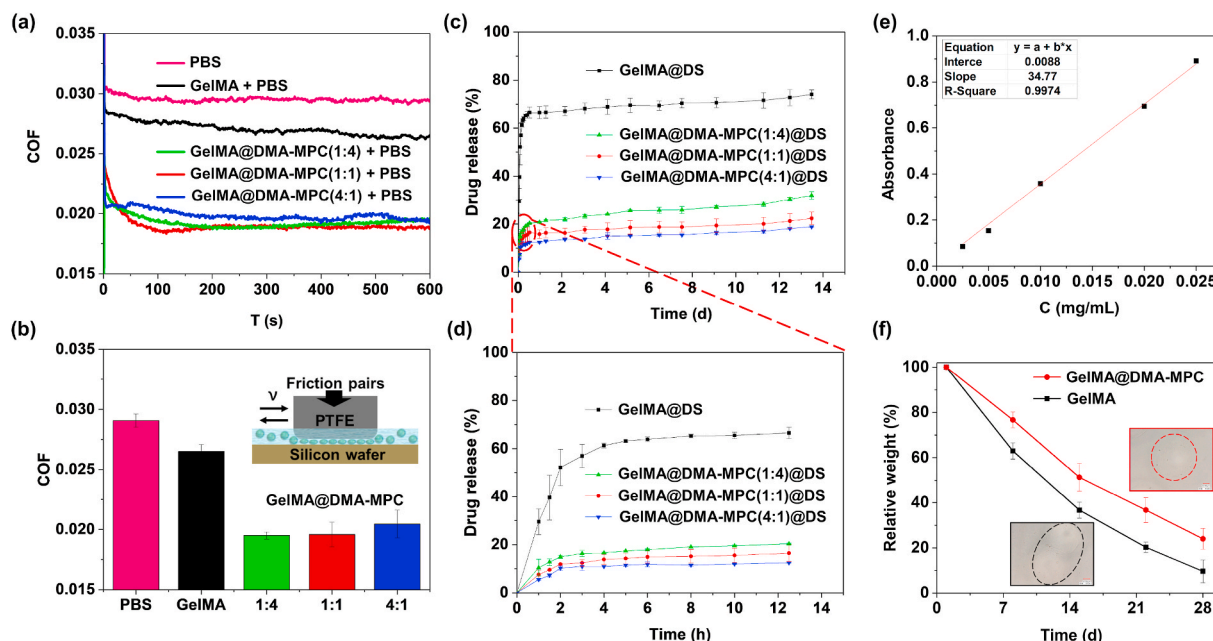 (a)
COF
0.035
0.030
0.025
0.020
0.015
PBS
GelMA + PBS
GelMA@DMA-MPC(1:4) + PBS
GelMA@DMA-MPC(1:1) + PBS
GelMA@DMA-MPC(4:1) + PBS
0 100 200 300 400 500 600
T (s)
(b)
COF
0.035
0.030
0.025
0.020
0.015
ν
Friction pairs
PTFE
Silicon wafer
GelMA@DMA-MPC
PBS GelMA 1:4 1:1 4:1
(c)
Drug release (%)
100
80
60
40
20
0
GelMA@DS
GelMA@DMA-MPC(1:4)@DS
GelMA@DMA-MPC(1:1)@DS
GelMA@DMA-MPC(4:1)@DS
0 2 4 6 8 10 12 14
Time (d)
(d)
Drug release (%)
100
80
60
40
20
0
GelMA@DS
GelMA@DMA-MPC(1:4)@DS
GelMA@DMA-MPC(1:1)@DS
GelMA@DMA-MPC(4:1)@DS
0 2 4 6 8 10 12 14
Time (h)
(e)
Absorbance
1.0
0.8
0.6
0.4
0.2
0.0
Equation y = a + b*x
Interce 0.0088
Slope 34.77
R-Square 0.9974
0.000 0.005 0.010 0.015 0.020 0.025
C (mg/mL)
(f)
Relative weight (%)
100
80
60
40
20
0
GelMA@DMA-MPC
GelMA
0 7 14 21 28
Time (d)